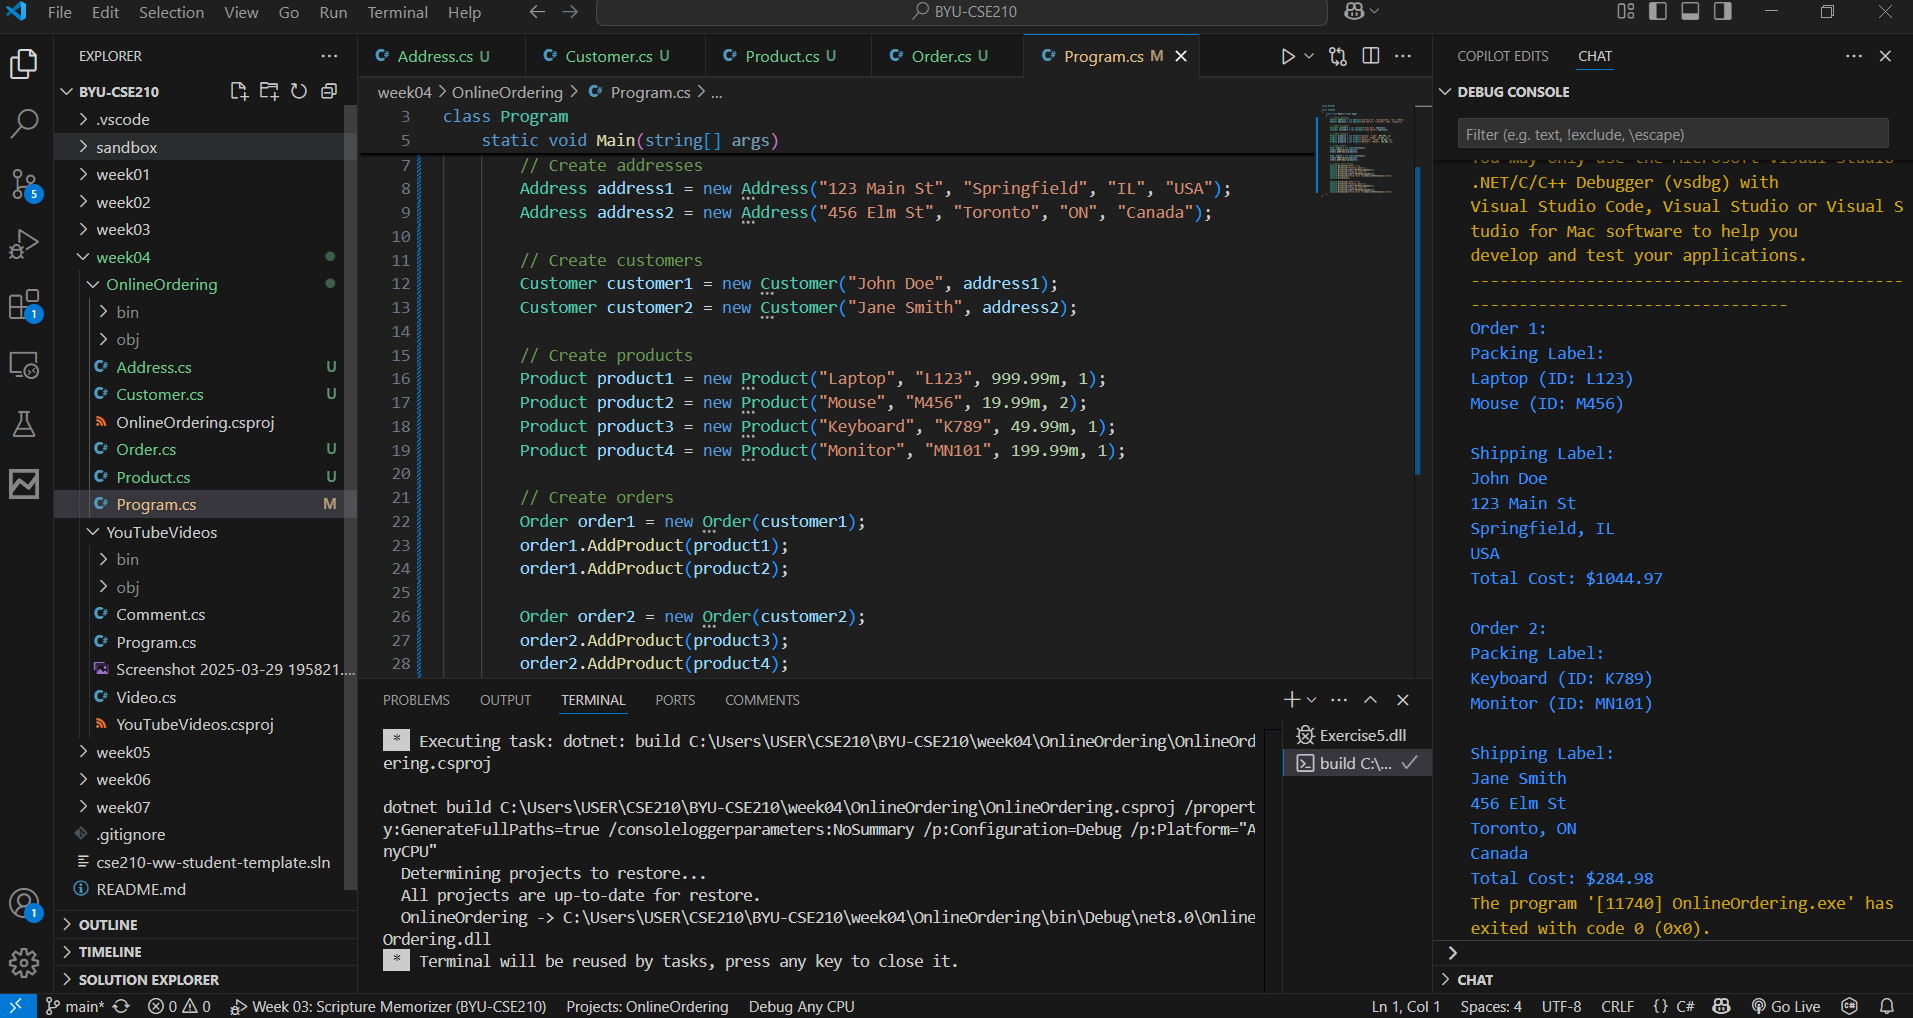 File Edit Selection View Go Run Terminal Help
BYU-CSE210
EXPLORER
BYU-CSE210
.vscode
sandbox
week01
week02
week03
week04
OnlineOrdering
bin
obj
Address.cs U
Customer.cs U
OnlineOrdering.csproj
Order.cs U
Product.cs U
Program.cs M
YouTubeVideos
bin
obj
Comment.cs
Program.cs
Screenshot 2025-03-29 195821....
Video.cs
YouTubeVideos.csproj
week05
week06
week07
.gitignore
cse210-ww-student-template.sln
README.md
OUTLINE
TIMELINE
SOLUTION EXPLORER
5
1
1
Address.cs U Customer.cs U Product.cs U Order.cs U Program.cs M
week04 > OnlineOrdering > Program.cs > ...
3 class Program
5 static void Main(string[] args)
7 // Create addresses
8 Address address1 = new Address("123 Main St", "Springfield", "IL", "USA");
9 Address address2 = new Address("456 Elm St", "Toronto", "ON", "Canada");
10
11 // Create customers
12 Customer customer1 = new Customer("John Doe", address1);
13 Customer customer2 = new Customer("Jane Smith", address2);
14
15 // Create products
16 Product product1 = new Product("Laptop", "L123", 999.99m, 1);
17 Product product2 = new Product("Mouse", "M456", 19.99m, 2);
18 Product product3 = new Product("Keyboard", "K789", 49.99m, 1);
19 Product product4 = new Product("Monitor", "MN101", 199.99m, 1);
20
21 // Create orders
22 Order order1 = new Order(customer1);
23 order1.AddProduct(product1);
24 order1.AddProduct(product2);
25
26 Order order2 = new Order(customer2);
27 order2.AddProduct(product3);
28 order2.AddProduct(product4);
PROBLEMS OUTPUT TERMINAL PORTS COMMENTS
* Executing task: dotnet: build C:\Users\USER\CSE210\BYU-CSE210\week04\OnlineOrdering\OnlineOrd
ering.csproj
dotnet build C:\Users\USER\CSE210\BYU-CSE210\week04\OnlineOrdering\OnlineOrdering.csproj /propert
y:GenerateFullPaths=true /consoleloggerparameters:NoSummary /p:Configuration=Debug /p:Platform="A
nyCPU"
Determining projects to restore...
All projects are up-to-date for restore.
OnlineOrdering -> C:\Users\USER\CSE210\BYU-CSE210\week04\OnlineOrdering\bin\Debug\net8.0\Online
Ordering.dll
* Terminal will be reused by tasks, press any key to close it.
Exercise5.dll
build C:\...
COPILOT EDITS CHAT
DEBUG CONSOLE
Filter (e.g. text, !exclude, \escape)
You may only use the Microsoft Visual Studio
.NET/C/C++ Debugger (vsdbg) with
Visual Studio Code, Visual Studio or Visual S
tudio for Mac software to help you
develop and test your applications.
---------------------------------------------
---------------------------------
Order 1:
Packing Label:
Laptop (ID: L123)
Mouse (ID: M456)
Shipping Label:
John Doe
123 Main St
Springfield, IL
USA
Total Cost: $1044.97
Order 2:
Packing Label:
Keyboard (ID: K789)
Monitor (ID: MN101)
Shipping Label:
Jane Smith
456 Elm St
Toronto, ON
Canada
Total Cost: $284.98
The program '[11740] OnlineOrdering.exe' has
exited with code 0 (0x0).
CHAT
main* 0 0 Week 03: Scripture Memorizer (BYU-CSE210) Projects: OnlineOrdering Debug Any CPU Ln 1, Col 1 Spaces: 4 UTF-8 CRLF {} C# Go Live